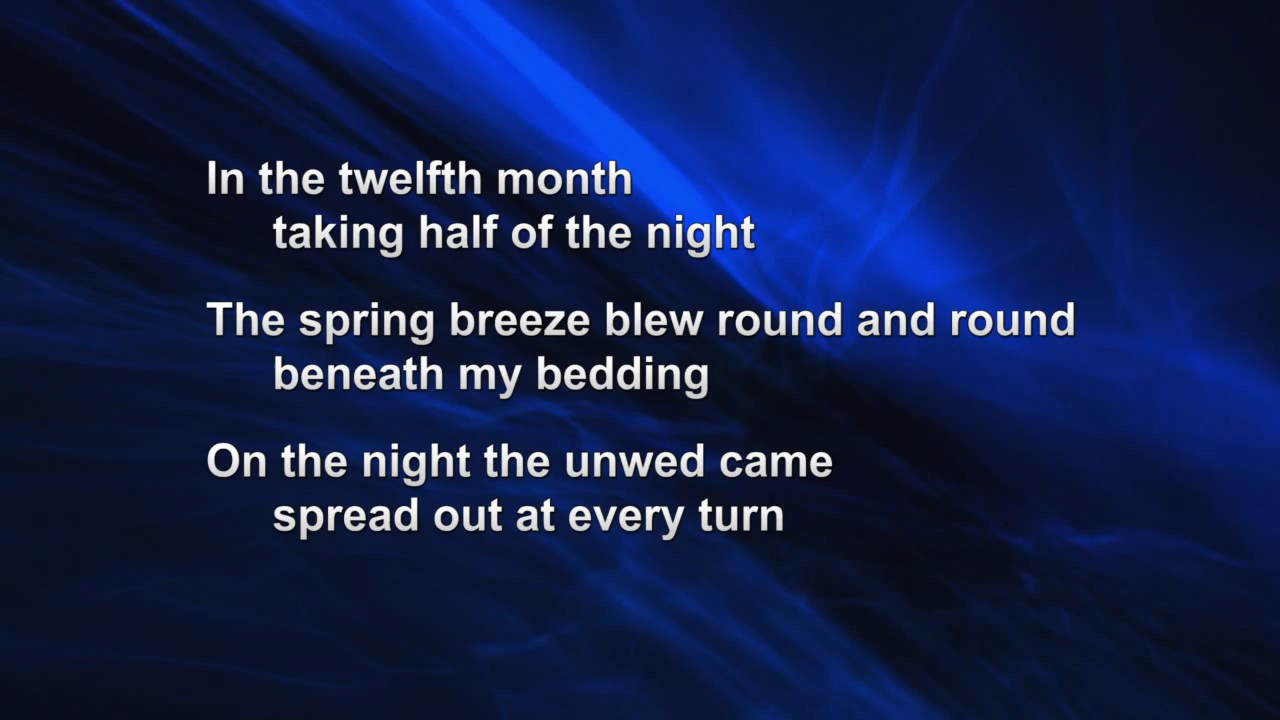 In the twelfth month
taking half of the night
The spring breeze blew round and round
beneath my bedding
On the night the unwed came
spread out at every turn